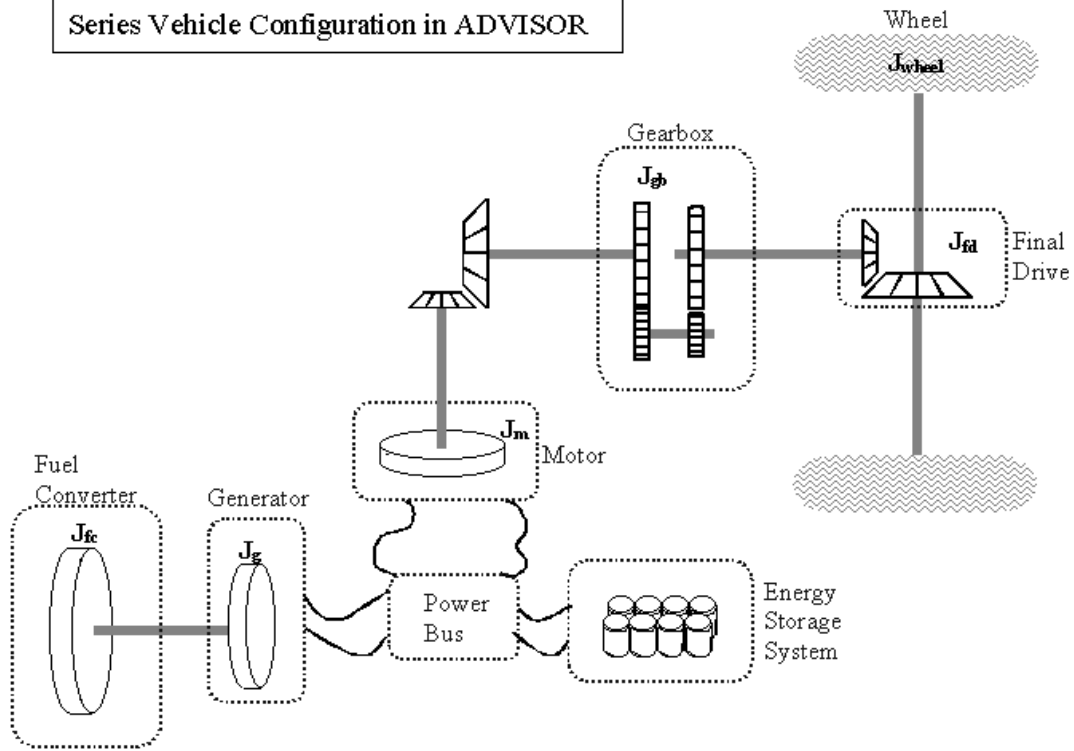 Series Vehicle Configuration in ADVISOR
Wheel
Jwheel
Gearbox
Jgb
Jfd
Final
Drive
Jm
Motor
Fuel
Converter
Jfc
Generator
Jg
Power
Bus
Energy
Storage
System